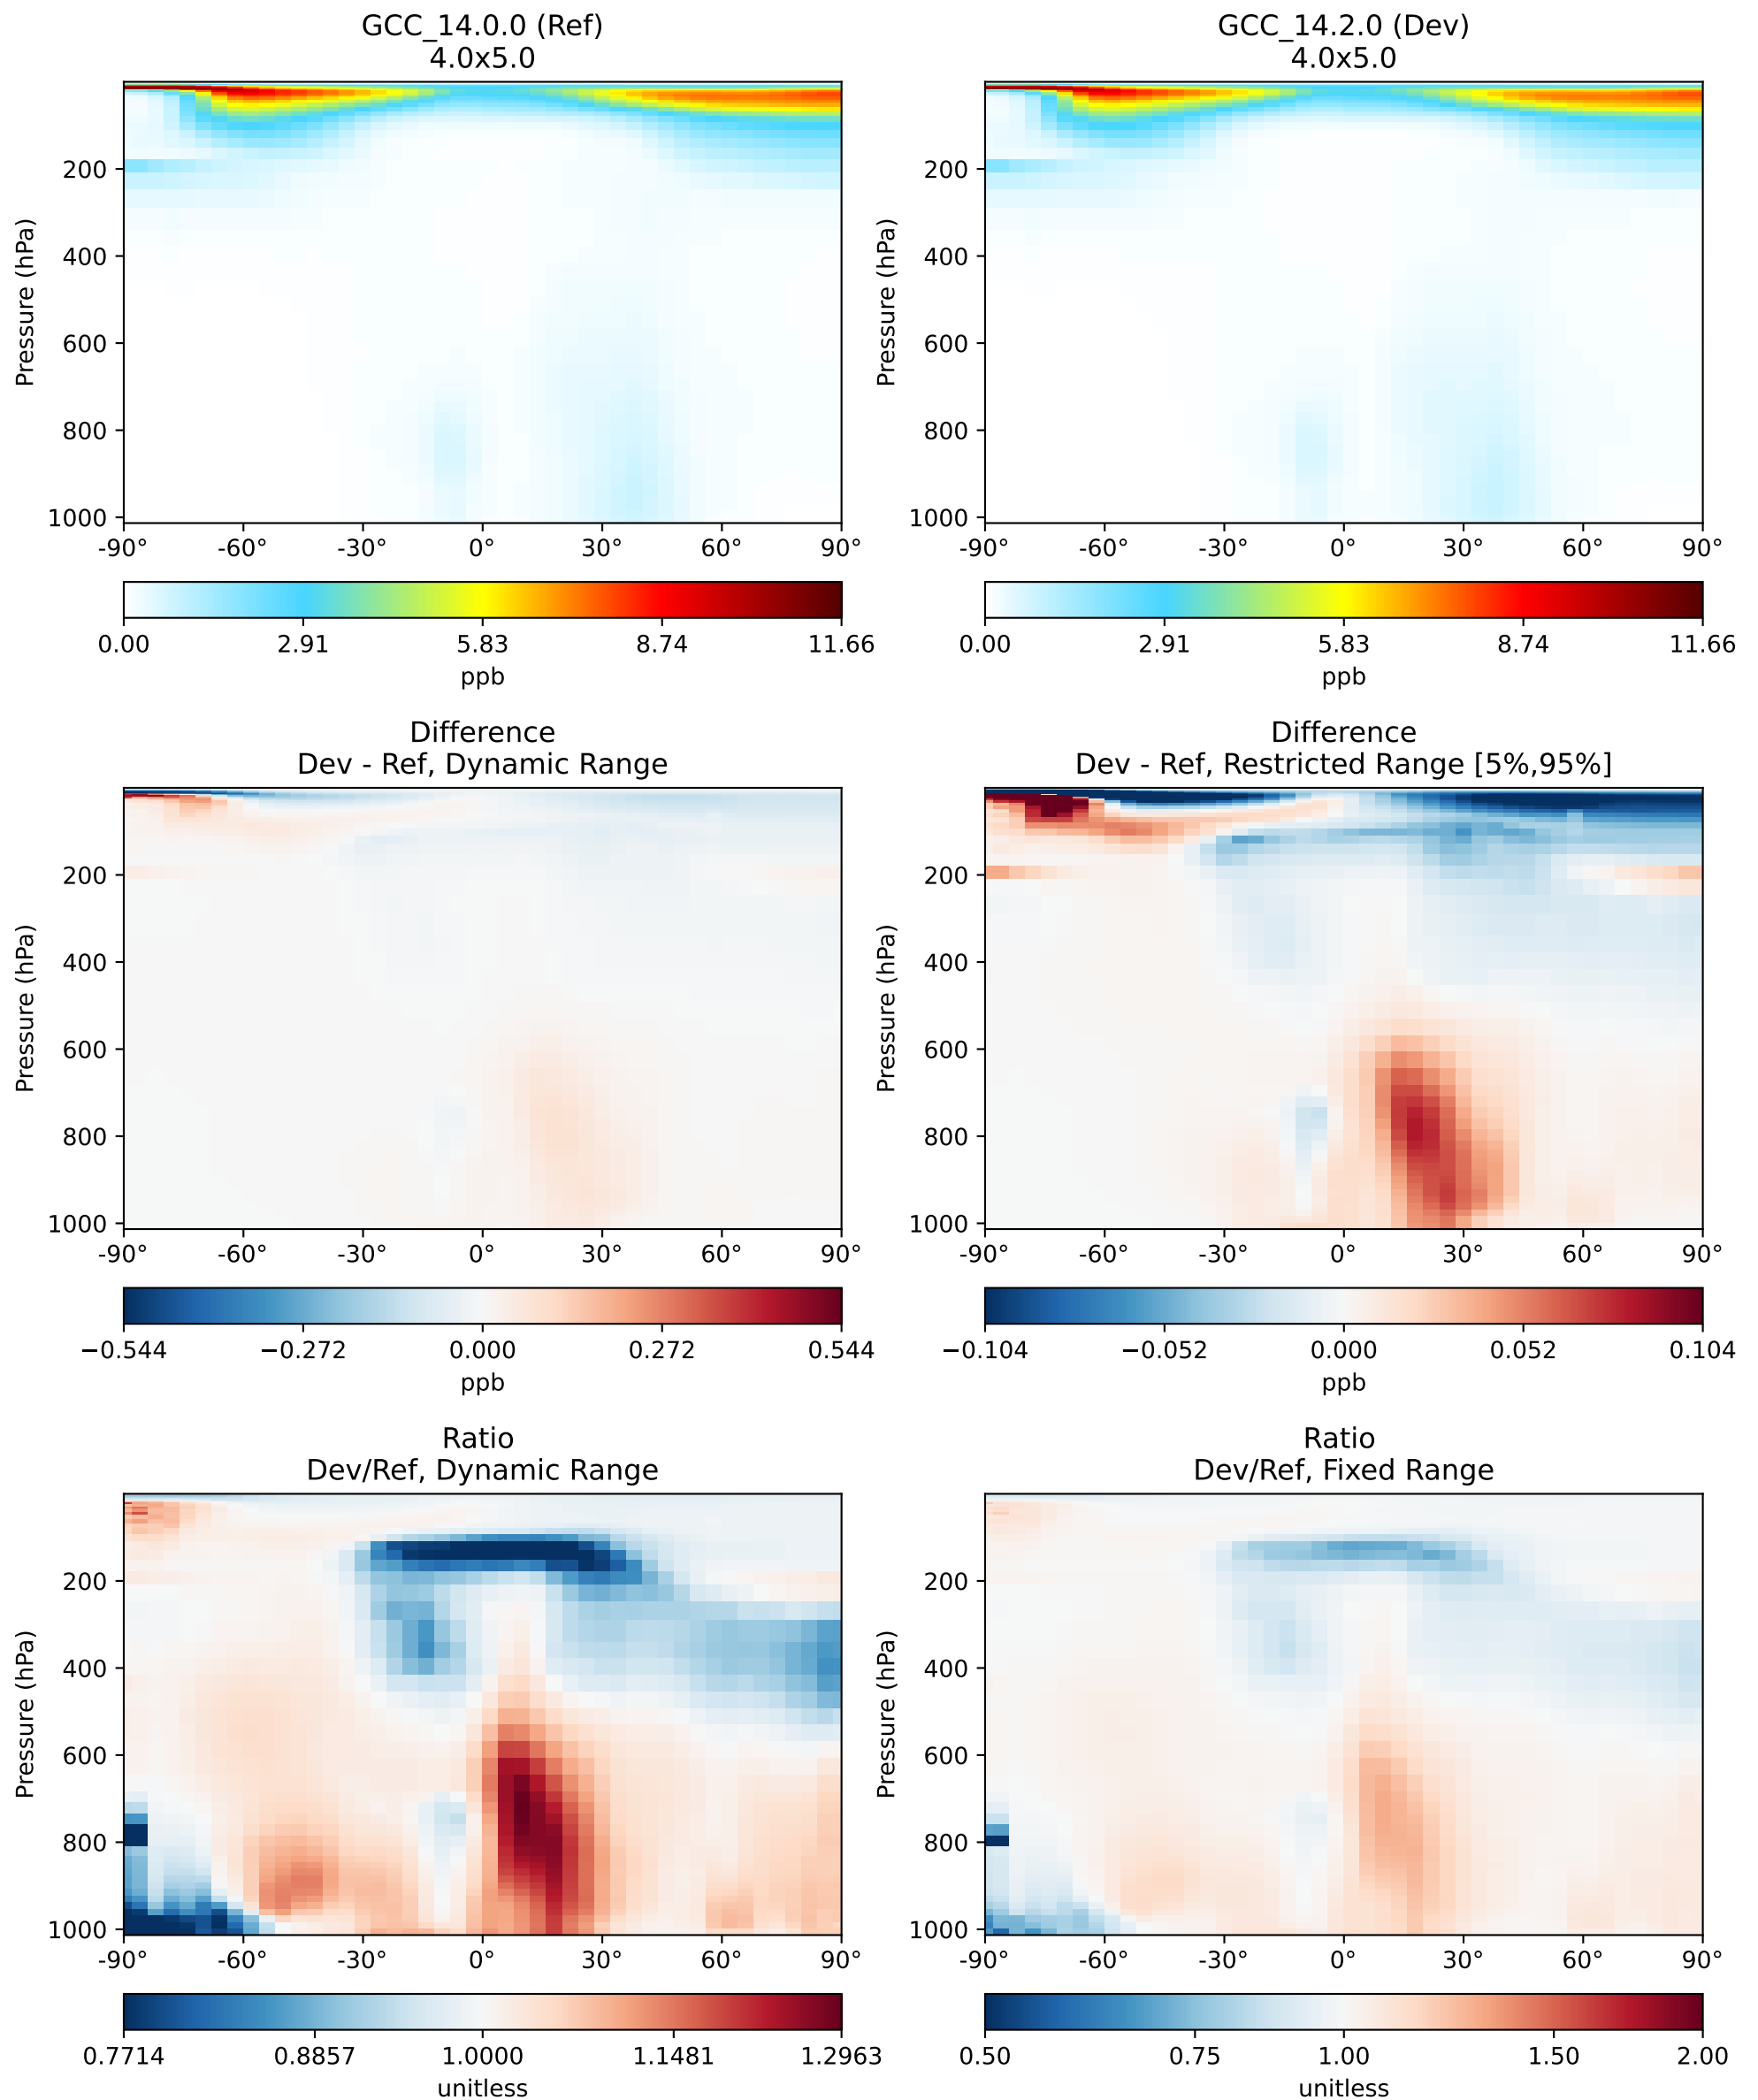 GCC_14.0.0 (Ref)
4.0x5.0
Pressure (hPa)
200
400
600
800
1000
-90° -60° -30° 0° 30° 60° 90°
0.00 2.91 5.83 8.74 11.66
ppb
GCC_14.2.0 (Dev)
4.0x5.0
Pressure (hPa)
200
400
600
800
1000
-90° -60° -30° 0° 30° 60° 90°
0.00 2.91 5.83 8.74 11.66
ppb
Difference
Dev - Ref, Dynamic Range
Pressure (hPa)
200
400
600
800
1000
-90° -60° -30° 0° 30° 60° 90°
−0.544 −0.272 0.000 0.272 0.544
ppb
Difference
Dev - Ref, Restricted Range [5%,95%]
Pressure (hPa)
200
400
600
800
1000
-90° -60° -30° 0° 30° 60° 90°
−0.104 −0.052 0.000 0.052 0.104
ppb
Ratio
Dev/Ref, Dynamic Range
Pressure (hPa)
200
400
600
800
1000
-90° -60° -30° 0° 30° 60° 90°
0.7714 0.8857 1.0000 1.1481 1.2963
unitless
Ratio
Dev/Ref, Fixed Range
Pressure (hPa)
200
400
600
800
1000
-90° -60° -30° 0° 30° 60° 90°
0.50 0.75 1.00 1.50 2.00
unitless